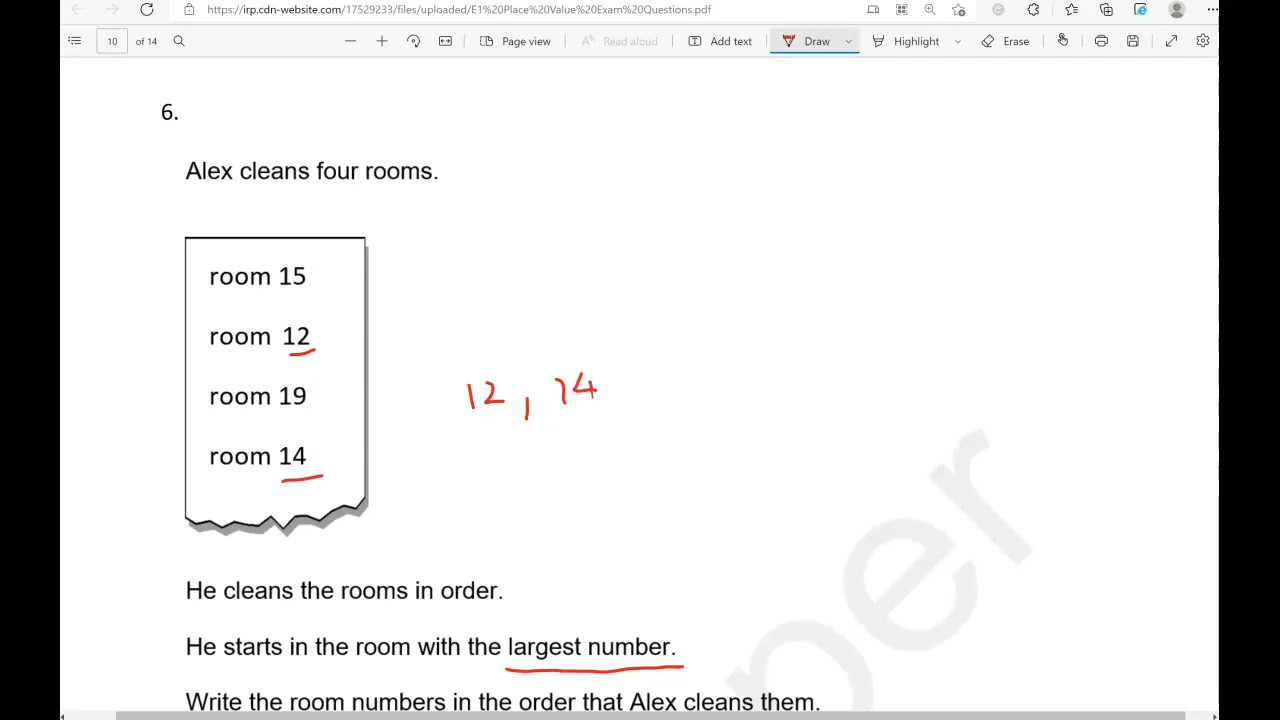 https://irp.cdn-website.com/17529233/files/uploaded/E1%20Place%20Value%20Exam%20Questions.pdf
10 of 14 Page view Read aloud Add text Draw Highlight Erase
6.
Alex cleans four rooms.
room 15
room 12
room 19
room 14
12, 14
He cleans the rooms in order.
He starts in the room with the largest number.
Write the room numbers in the order that Alex cleans them.
per